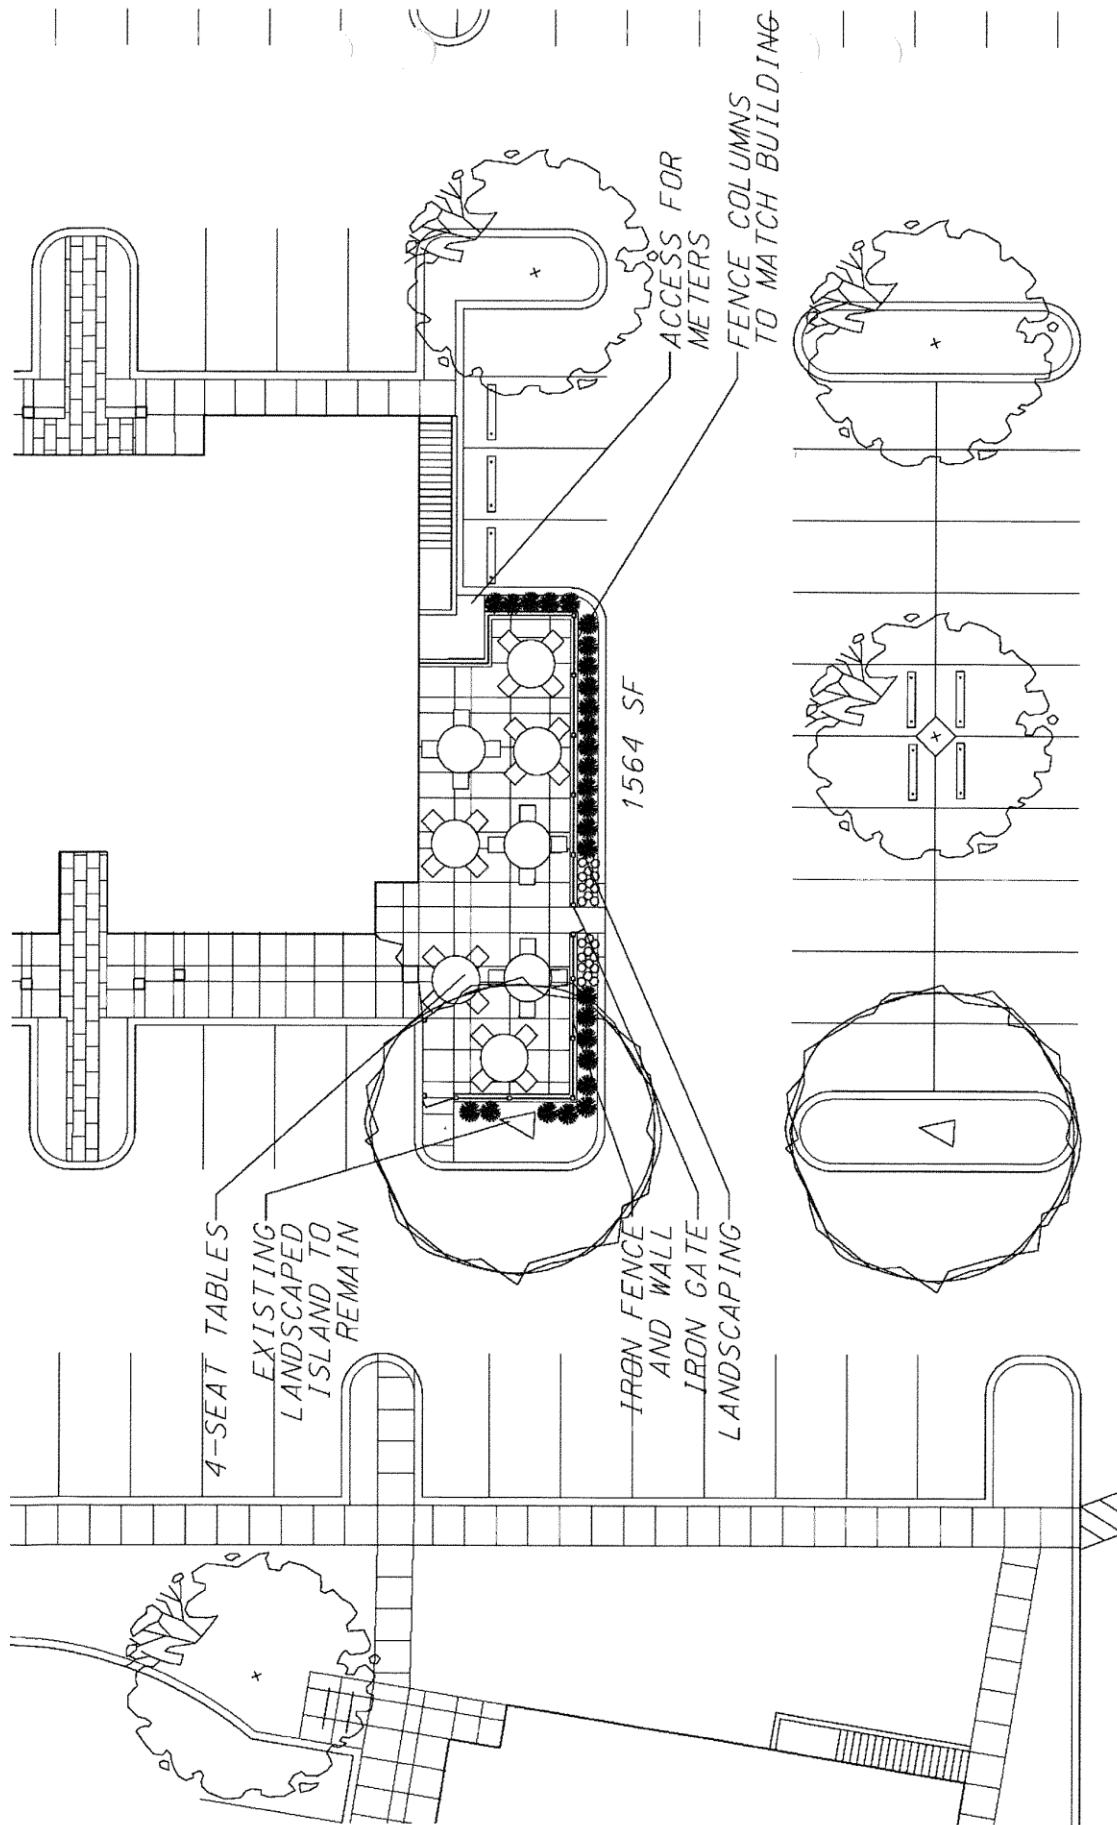 4-SEAT TABLES
EXISTING
LANDSCAPED
ISLAND TO
REMAIN
IRON FENCE
AND WALL
IRON GATE
LANDSCAPING
1564 SF
ACCESS FOR
METERS
FENCE COLUMNS
TO MATCH BUILDING